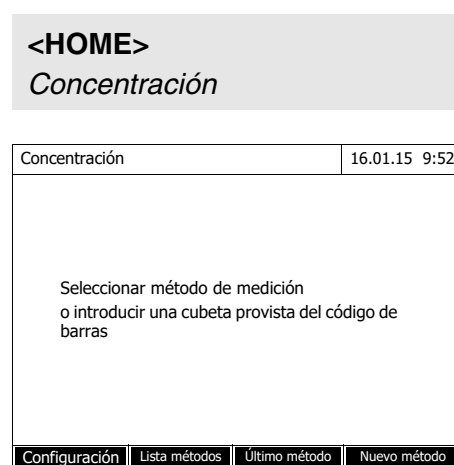 <HOME>
Concentración
Concentración 16.01.15 9:52
Seleccionar método de medición
o introducir una cubeta provista del código de
barras
Configuración Lista métodos Último método Nuevo método